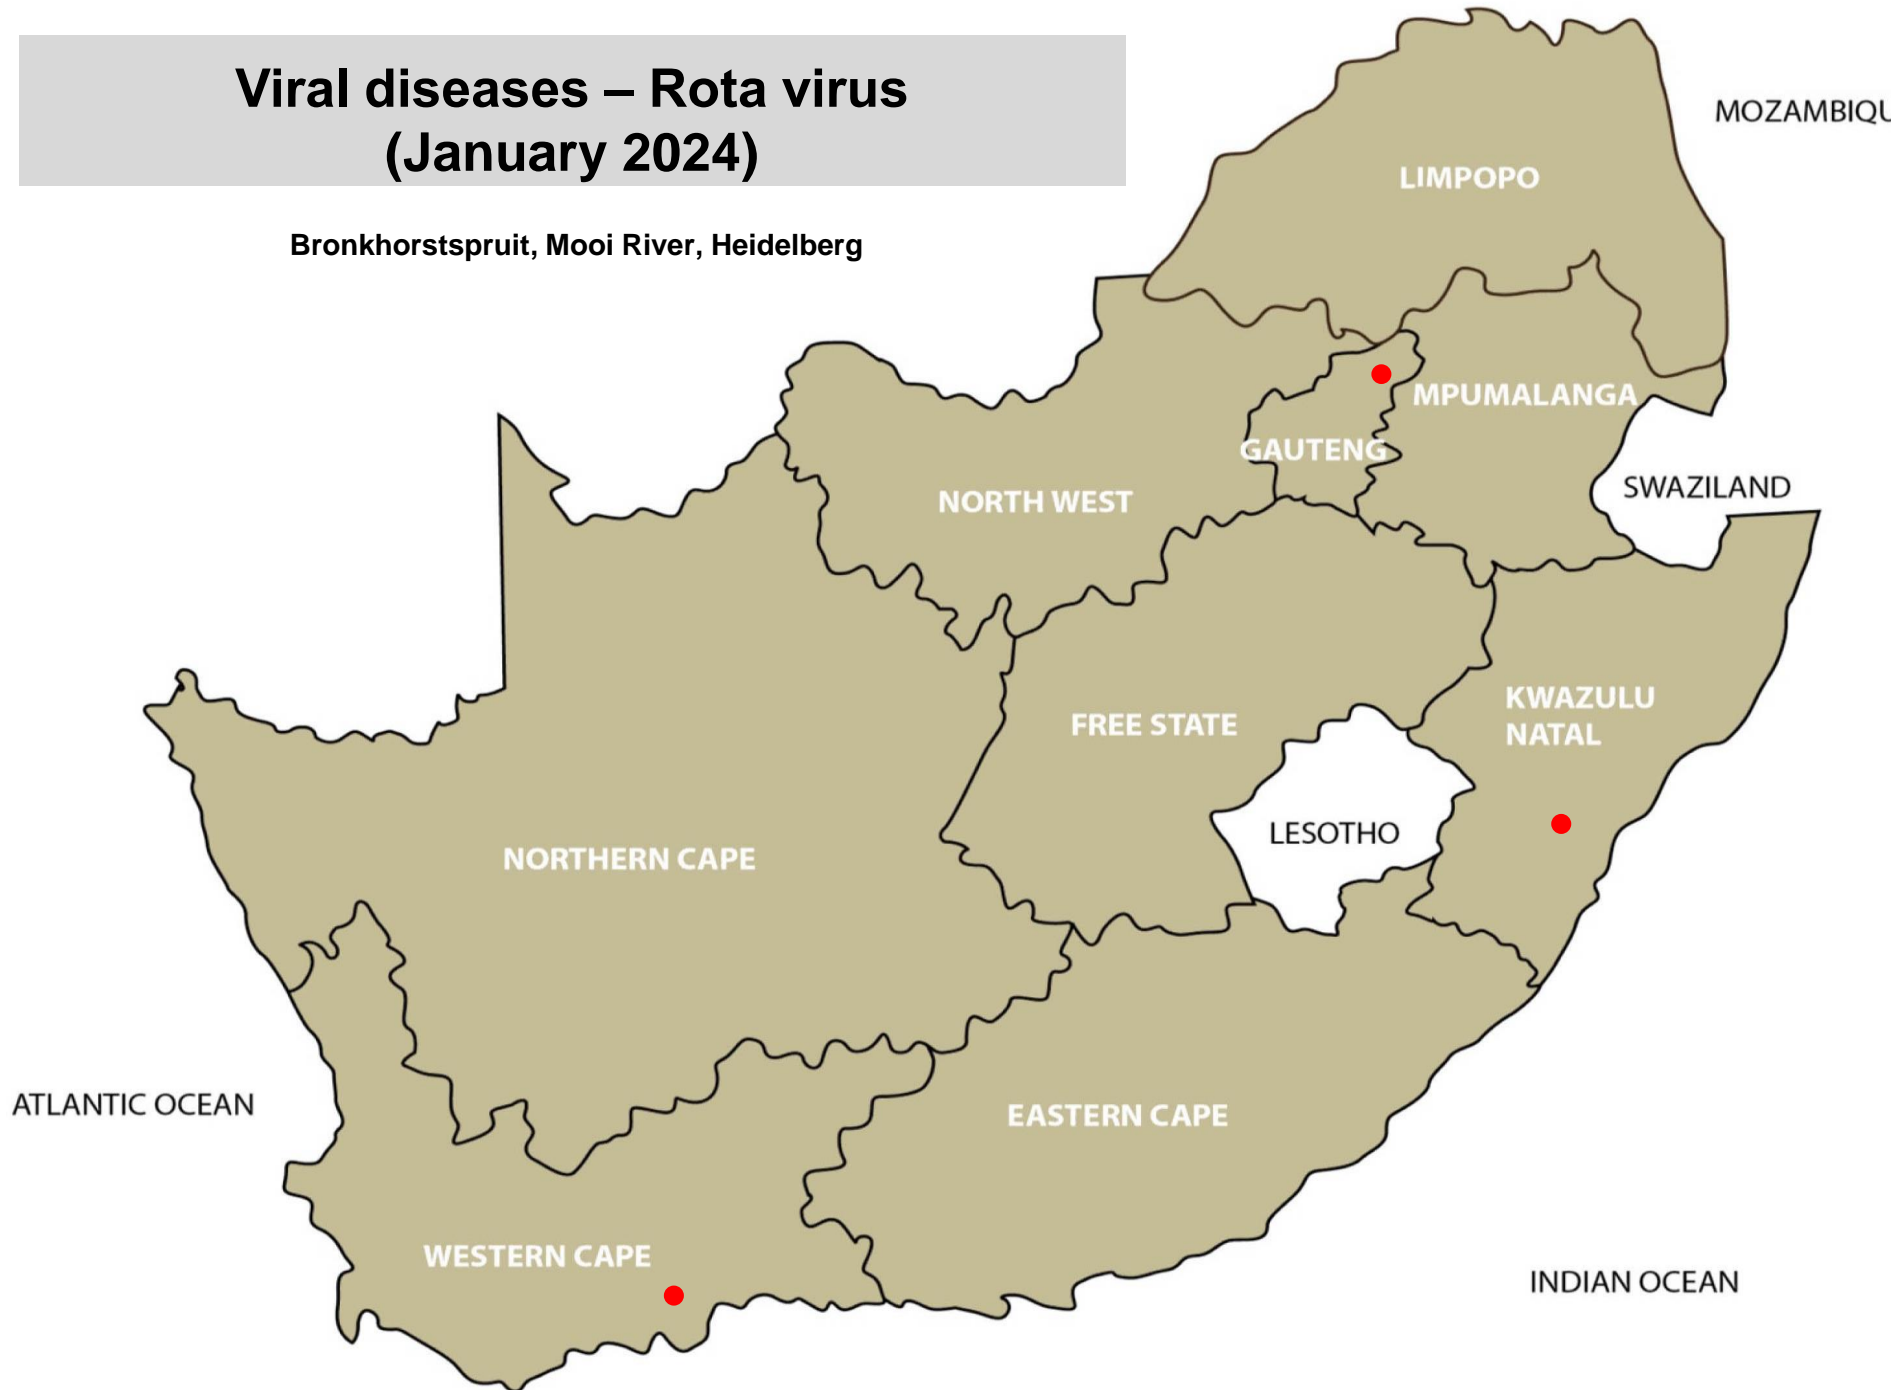 Viral diseases – Rota virus
(January 2024)
Bronkhorstspruit, Mooi River, Heidelberg
MOZAMBIQU
LIMPOPO
MPUMALANGA
GAUTENG
SWAZILAND
NORTH WEST
KWAZULU
NATAL
FREE STATE
LESOTHO
NORTHERN CAPE
ATLANTIC OCEAN
EASTERN CAPE
WESTERN CAPE
INDIAN OCEAN